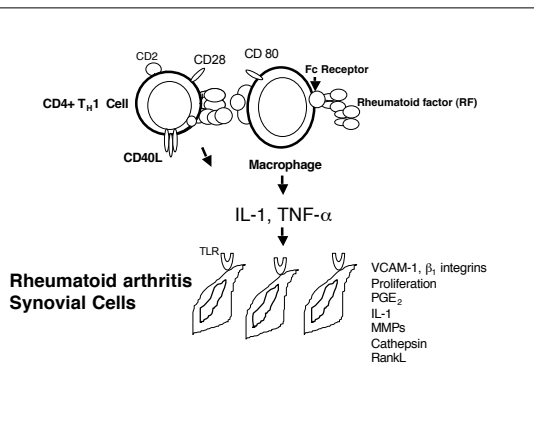 CD2
CD28
CD 80
Fc Receptor
CD4+ T_H1 Cell
Rheumatoid factor (RF)
CD40L
Macrophage
IL-1, TNF-α
TLR
Rheumatoid arthritis
Synovial Cells
VCAM-1, β₁ integrins
Proliferation
PGE₂
IL-1
MMPs
Cathepsin
RankL